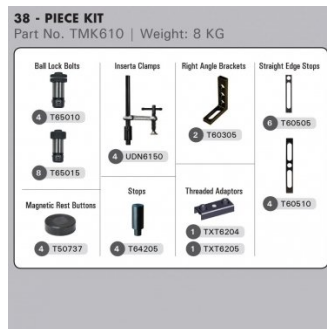 38 - PIECE KIT
Part No. TMK610 | Weight: 8 KG
Ball Lock Bolts
Inserta Clamps
Right Angle Brackets
Straight Edge Stops
4 T65010
8 T65015
4 UDN6150
2 T60305
6 T60505
4 T60510
Magnetic Rest Buttons
4 T50737
Stops
4 T64205
Threaded Adaptors
1 TXT6204
1 TXT6205